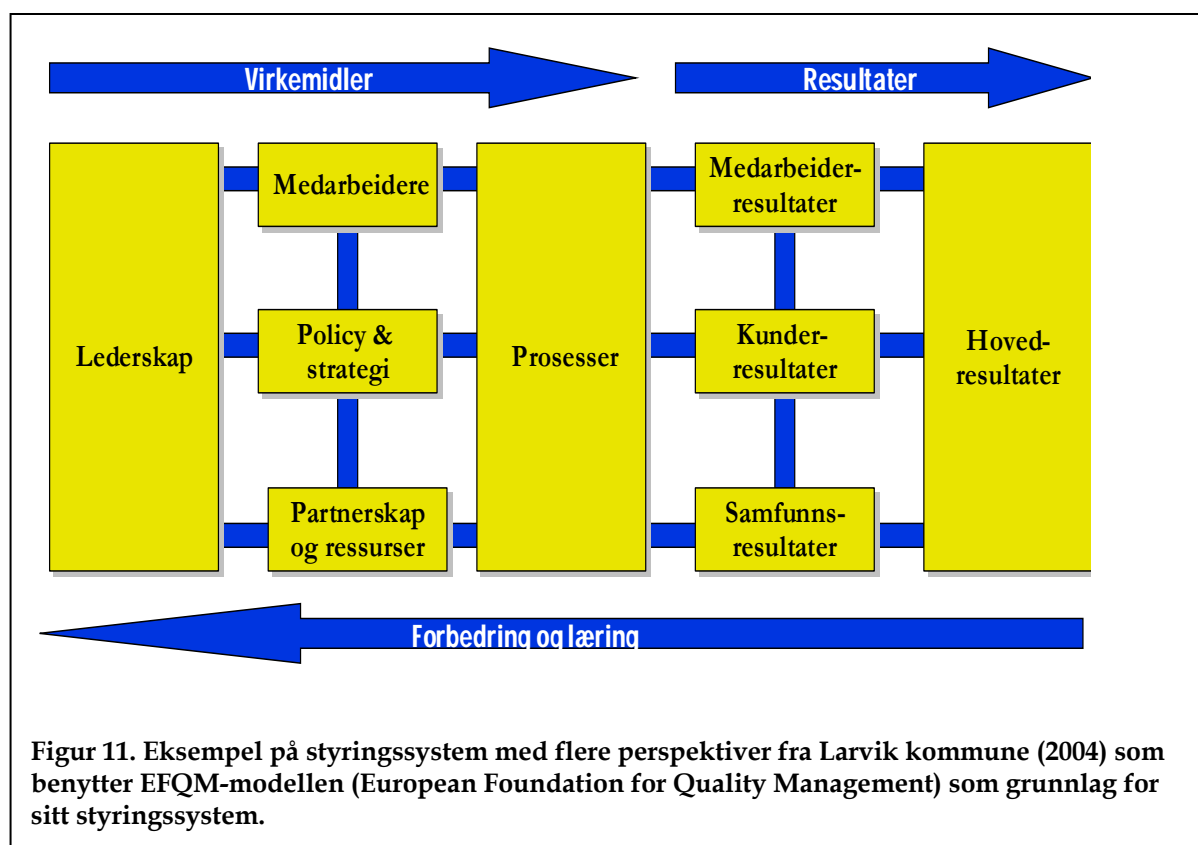 Virkemidler
Resultater
Lederskap
Medarbeidere
Policy &
strategi
Partnerskap
og ressurser
Prosesser
Medarbeider-
resultater
Kunder-
resultater
Samfunns-
resultater
Hoved-
resultater
Forbedring og læring
Figur 11. Eksempel på styringssystem med flere perspektiver fra Larvik kommune (2004) som
benytter EFQM-modellen (European Foundation for Quality Management) som grunnlag for
sitt styringssystem.